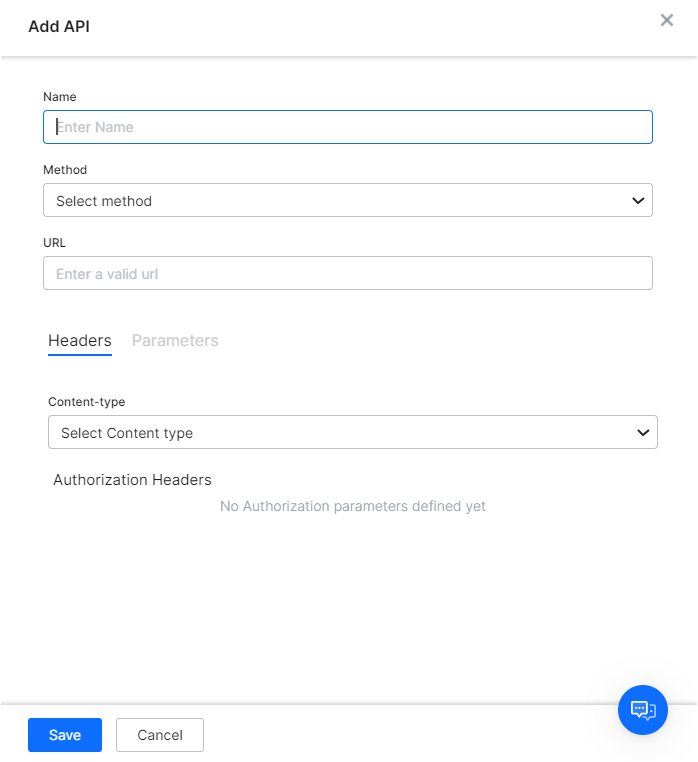 Add API
Name
Enter Name
Method
Select method
URL
Enter a valid url
Headers Parameters
Content-type
Select Content type
Authorization Headers
No Authorization parameters defined yet
Save Cancel